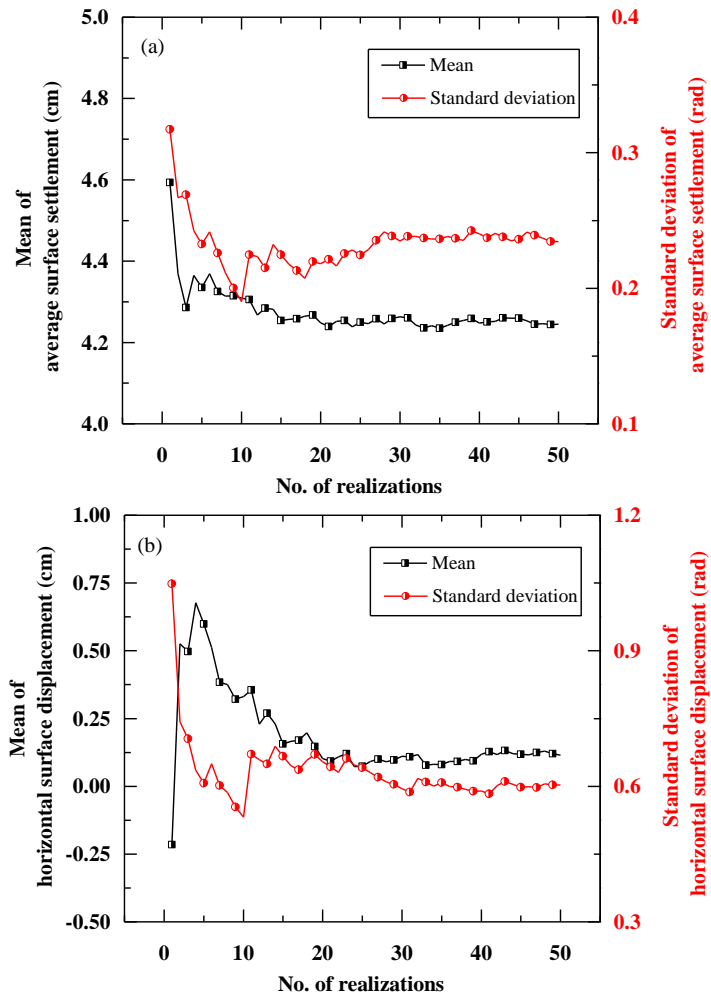 (a)
Mean
Standard deviation
5.0
4.8
4.6
4.4
4.2
4.0
Mean of
average surface settlement (cm)
0.4
0.3
0.2
0.1
Standard deviation of
average surface settlement (rad)
0 10 20 30 40 50
No. of realizations
(b)
Mean
Standard deviation
1.00
0.75
0.50
0.25
0.00
-0.25
-0.50
Mean of
horizontal surface displacement (cm)
1.2
0.9
0.6
0.3
Standard deviation of
horizontal surface displacement (rad)
0 10 20 30 40 50
No. of realizations